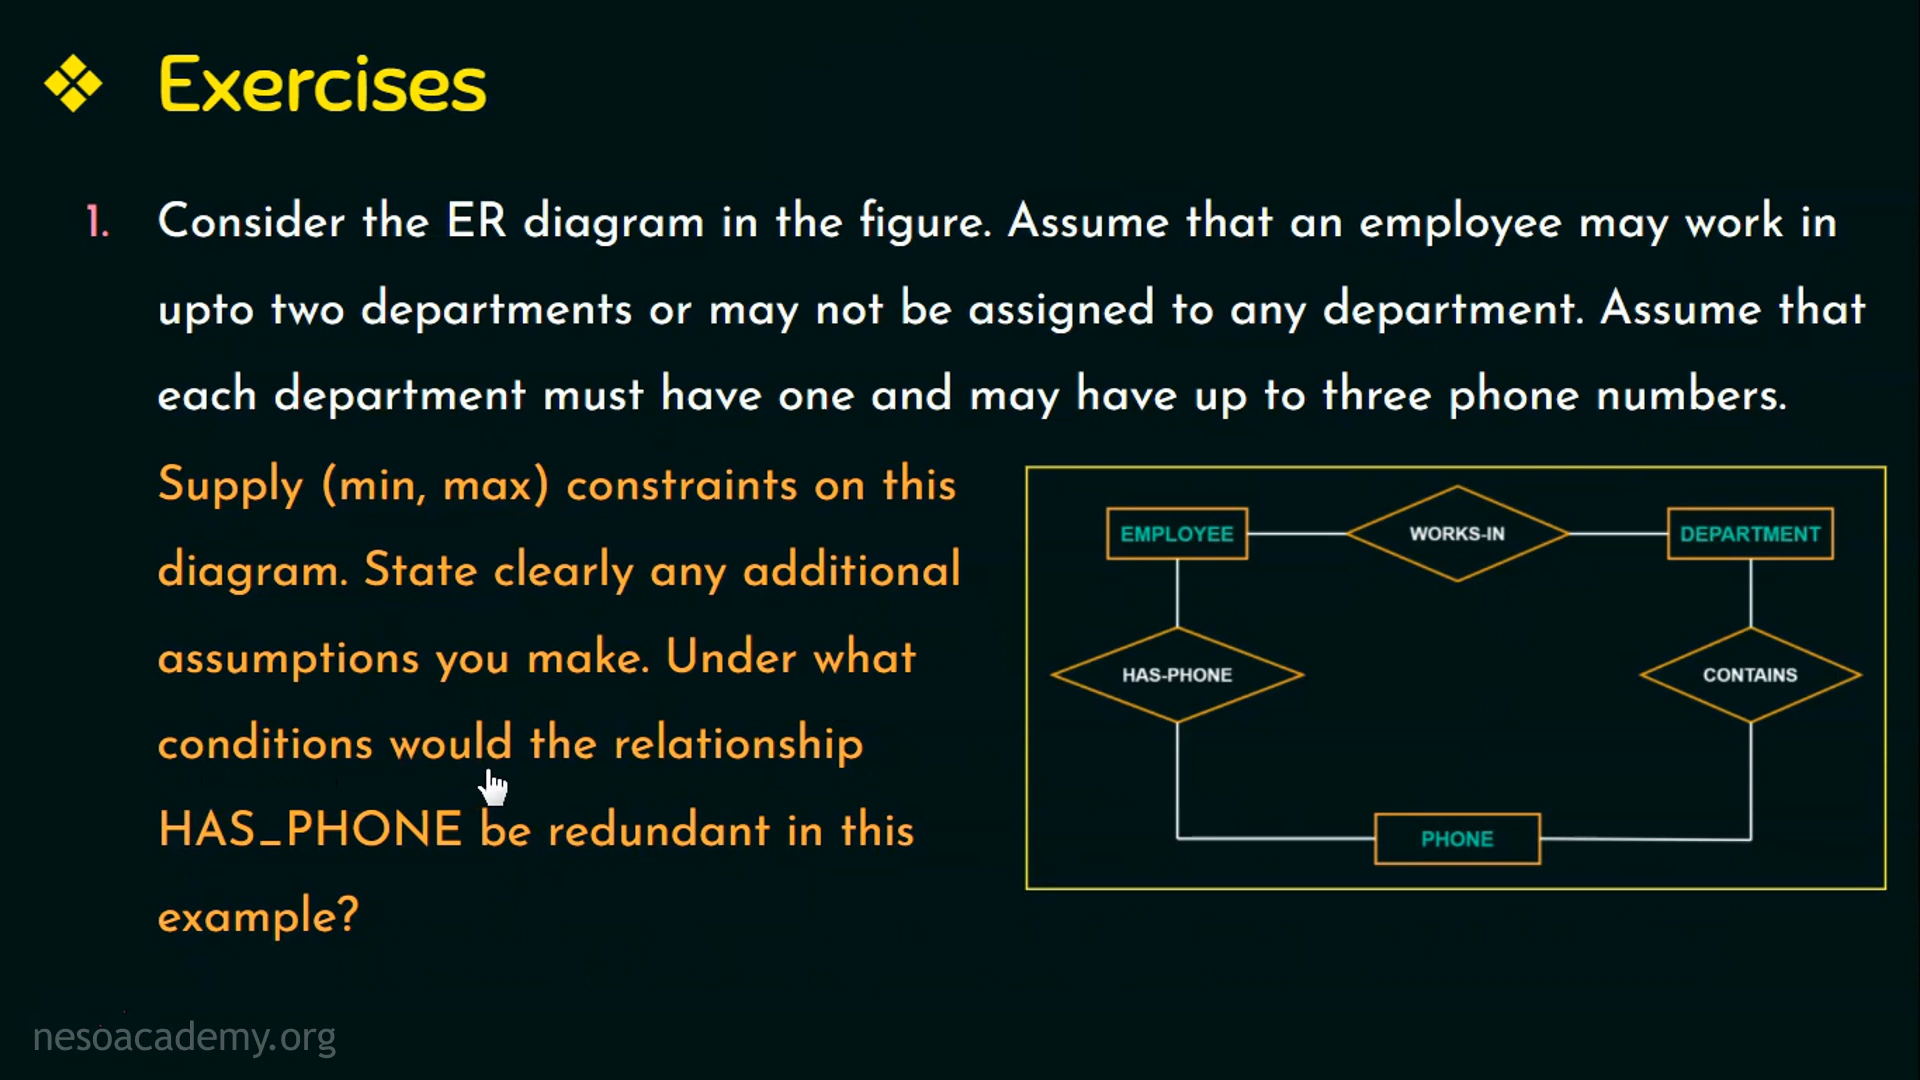 Exercises
1. Consider the ER diagram in the figure. Assume that an employee may work in
upto two departments or may not be assigned to any department. Assume that
each department must have one and may have up to three phone numbers.
Supply (min, max) constraints on this
diagram. State clearly any additional
assumptions you make. Under what
conditions would the relationship
HAS_PHONE be redundant in this
example?
EMPLOYEE
WORKS-IN
DEPARTMENT
HAS-PHONE
CONTAINS
PHONE
nesoacademy.org